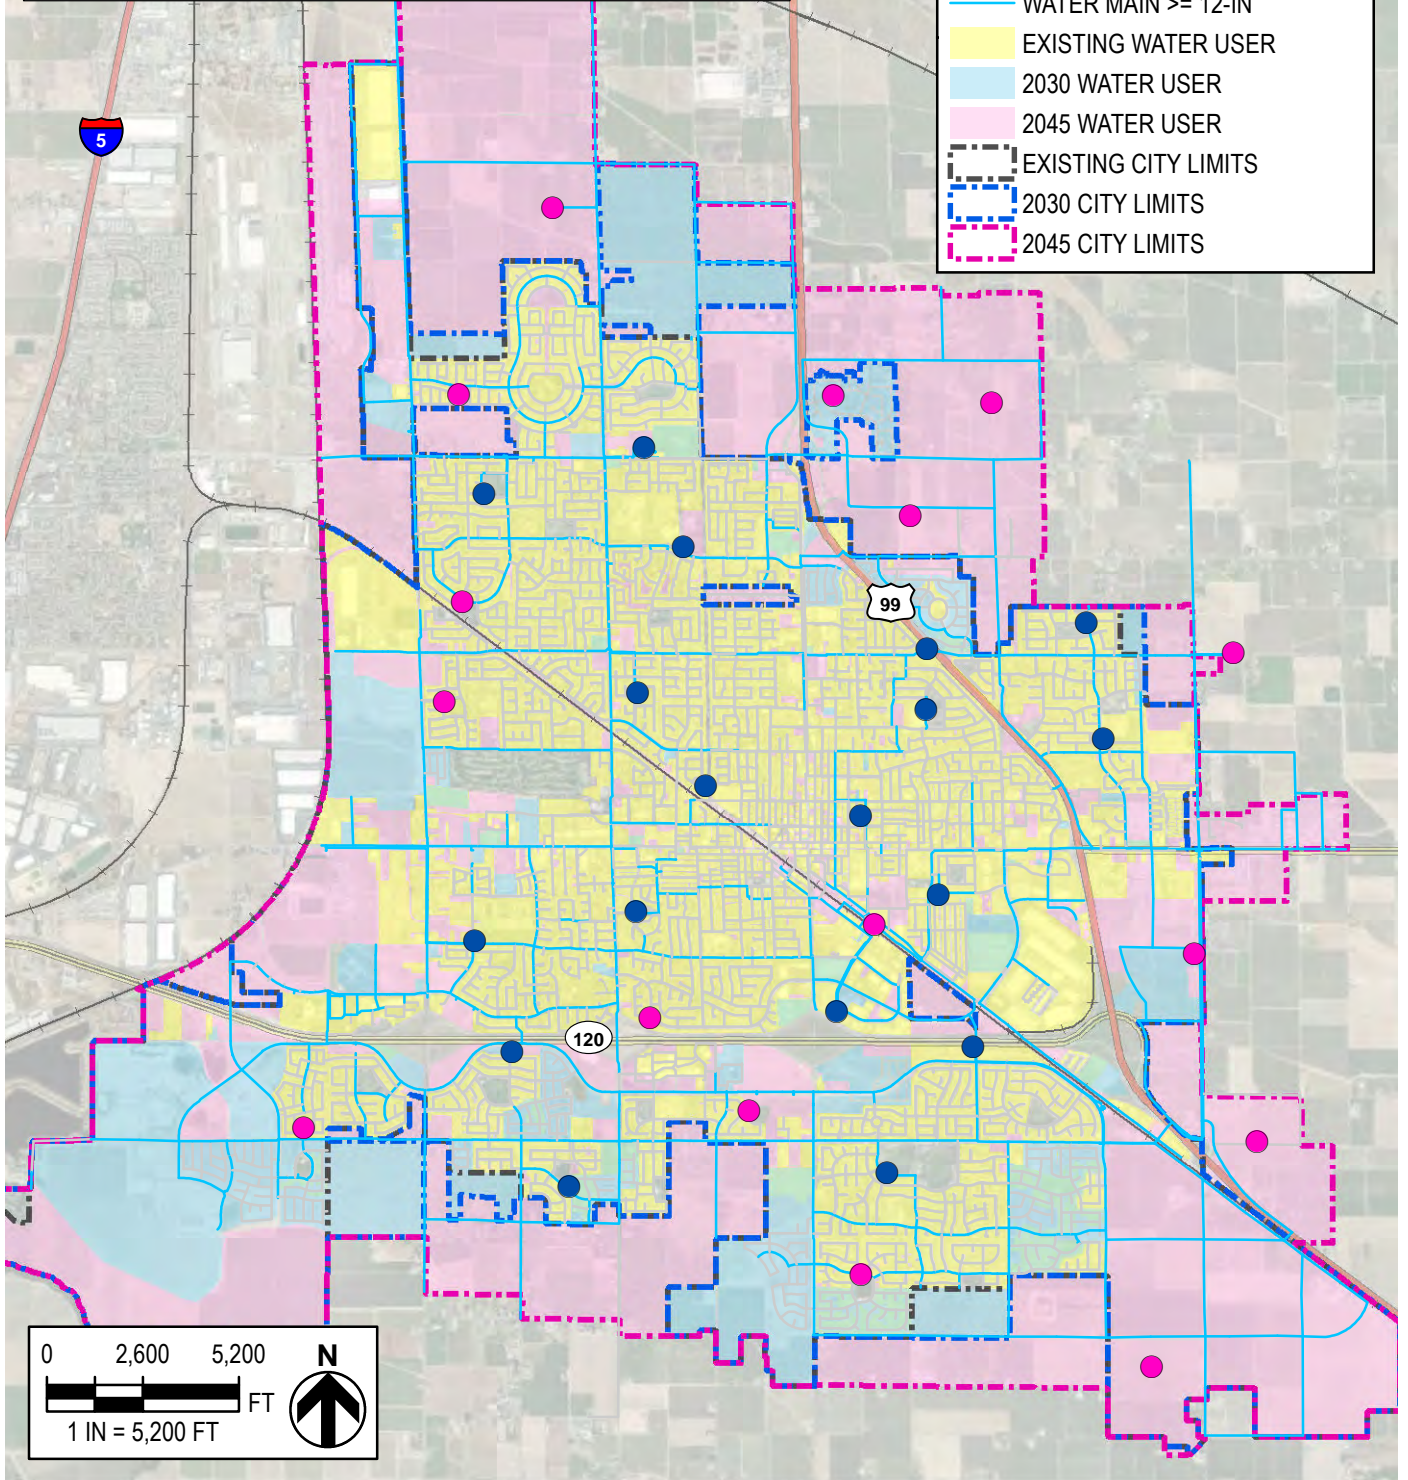 WATER MAIN >= 12-IN
EXISTING WATER USER
2030 WATER USER
2045 WATER USER
EXISTING CITY LIMITS
2030 CITY LIMITS
2045 CITY LIMITS
5
99
120
0 2,600 5,200
FT
1 IN = 5,200 FT
N